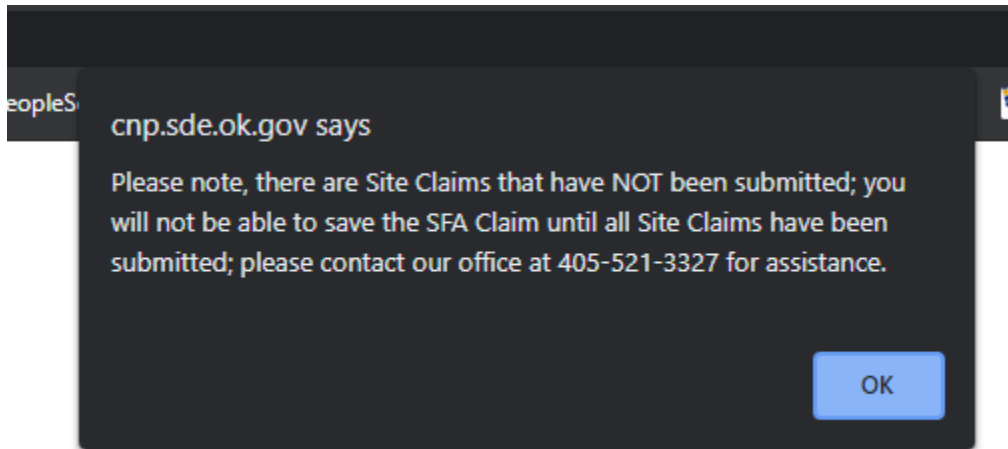 eopleS
cnp.sde.ok.gov says
Please note, there are Site Claims that have NOT been submitted; you
will not be able to save the SFA Claim until all Site Claims have been
submitted; please contact our office at 405-521-3327 for assistance.
OK